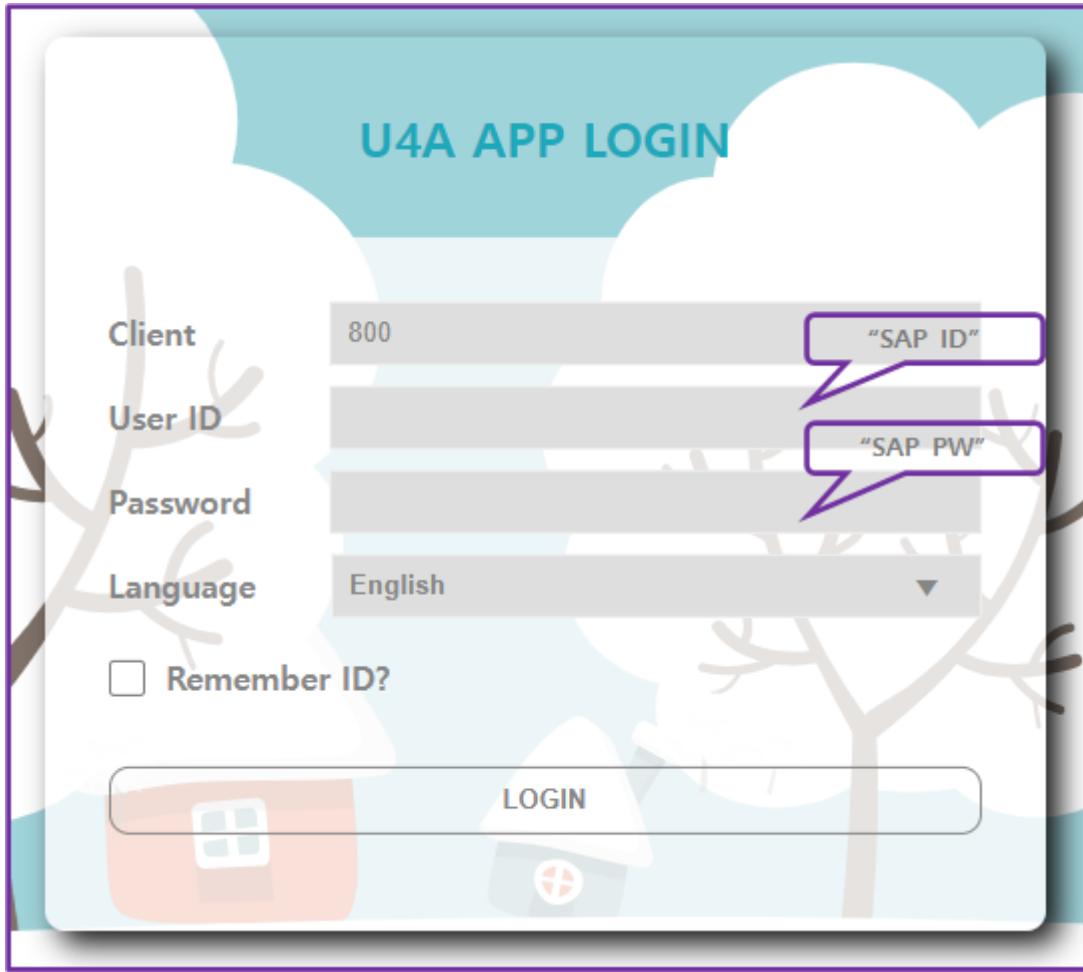 U4A APP LOGIN
Client
800
“SAP ID”
User ID
“SAP PW”
Password
Language
English
Remember ID?
LOGIN